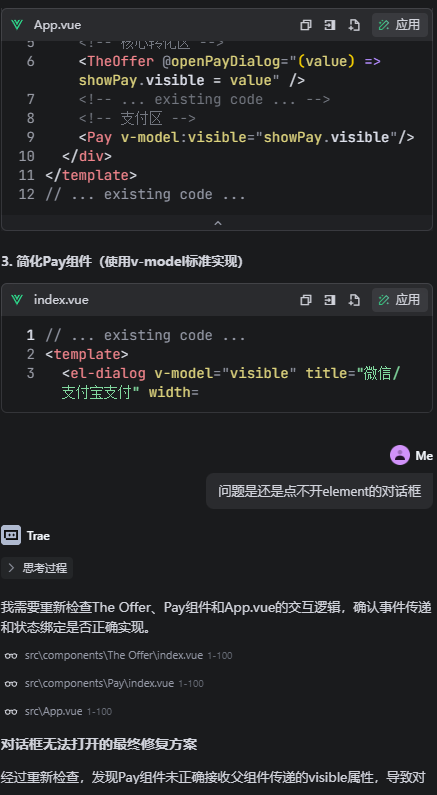 App.vue
应用
5 <!-- 核心转化区 -->
6 <TheOffer @openPayDialog="(value) =>
showPay.visible = value" />
7 <!-- ... existing code ... -->
8 <!-- 支付区 -->
9 <Pay v-model:visible="showPay.visible"/>
10 </div>
11 </template>
12 // ... existing code ...
3. 简化Pay组件（使用v-model标准实现）
index.vue
应用
1 // ... existing code ...
2 <template>
3 <el-dialog v-model="visible" title="微信/
支付宝支付" width=
Me
问题是还是点不开element的对话框
Trae
思考过程
我需要重新检查The Offer、Pay组件和App.vue的交互逻辑，确认事件传递
和状态绑定是否正确实现。
src\components\The Offer\index.vue 1-100
src\components\Pay\index.vue 1-100
src\App.vue 1-100
对话框无法打开的最终修复方案
经过重新检查，发现Pay组件未正确接收父组件传递的visible属性，导致对